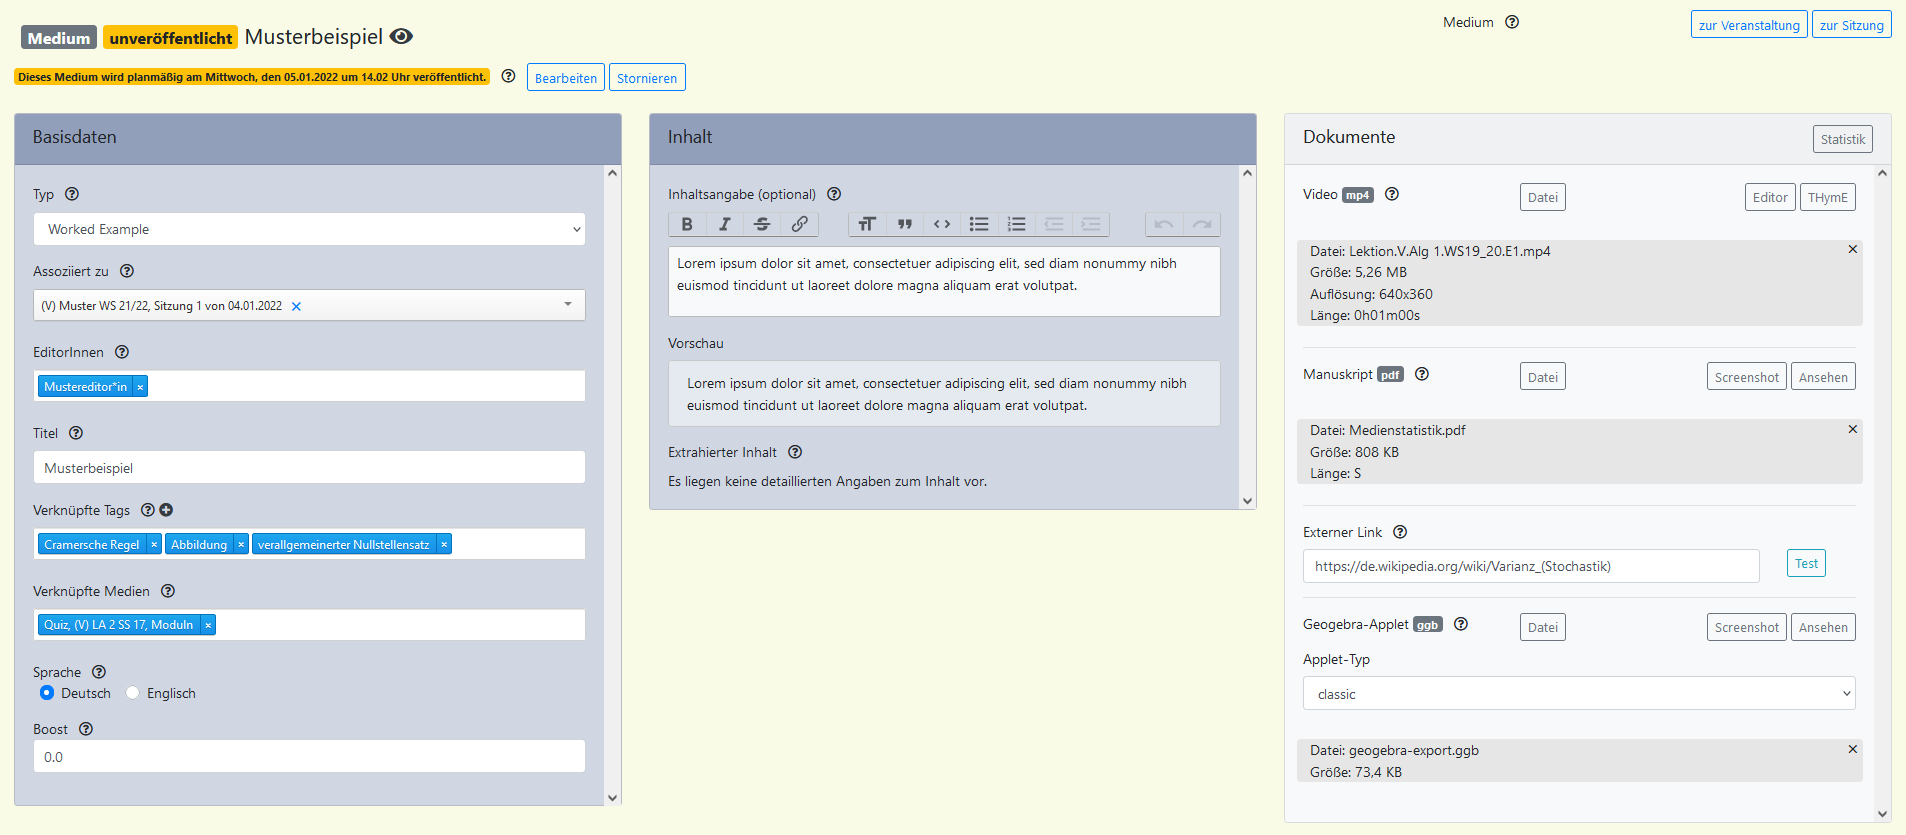 Medium unveröffentlicht Musterbeispiel
Medium
zur Veranstaltung zur Sitzung
Dieses Medium wird planmäßig am Mittwoch, den 05.01.2022 um 14.02 Uhr veröffentlicht. Bearbeiten Stornieren
Basisdaten
Typ
Worked Example
Assoziiert zu
(V) Muster WS 21/22, Sitzung 1 von 04.01.2022 ×
EditorInnen
Mustereditor*in ×
Titel
Musterbeispiel
Verknüpfte Tags
Cramersche Regel × Abbildung × verallgemeinerter Nullstellensatz ×
Verknüpfte Medien
Quiz, (V) LA 2 SS 17, Moduln ×
Sprache
Deutsch Englisch
Boost
0.0
Inhalt
Inhaltsangabe (optional)
Lorem ipsum dolor sit amet, consectetuer adipiscing elit, sed diam nonummy nibh
euismod tincidunt ut laoreet dolore magna aliquam erat volutpat.
Vorschau
Lorem ipsum dolor sit amet, consectetuer adipiscing elit, sed diam nonummy nibh
euismod tincidunt ut laoreet dolore magna aliquam erat volutpat.
Extrahierter Inhalt
Es liegen keine detaillierten Angaben zum Inhalt vor.
Dokumente Statistik
Video mp4 Datei Editor THymE
Datei: Lektion.V.Alg 1.WS19_20.E1.mp4 ×
Größe: 5,26 MB
Auflösung: 640x360
Länge: 0h01m00s
Manuskript pdf Datei Screenshot Ansehen
Datei: Medienstatistik.pdf ×
Größe: 808 KB
Länge: S
Externer Link
https://de.wikipedia.org/wiki/Varianz_(Stochastik) Test
Geogebra-Applet ggb Datei Screenshot Ansehen
Applet-Typ
classic
Datei: geogebra-export.ggb ×
Größe: 73,4 KB